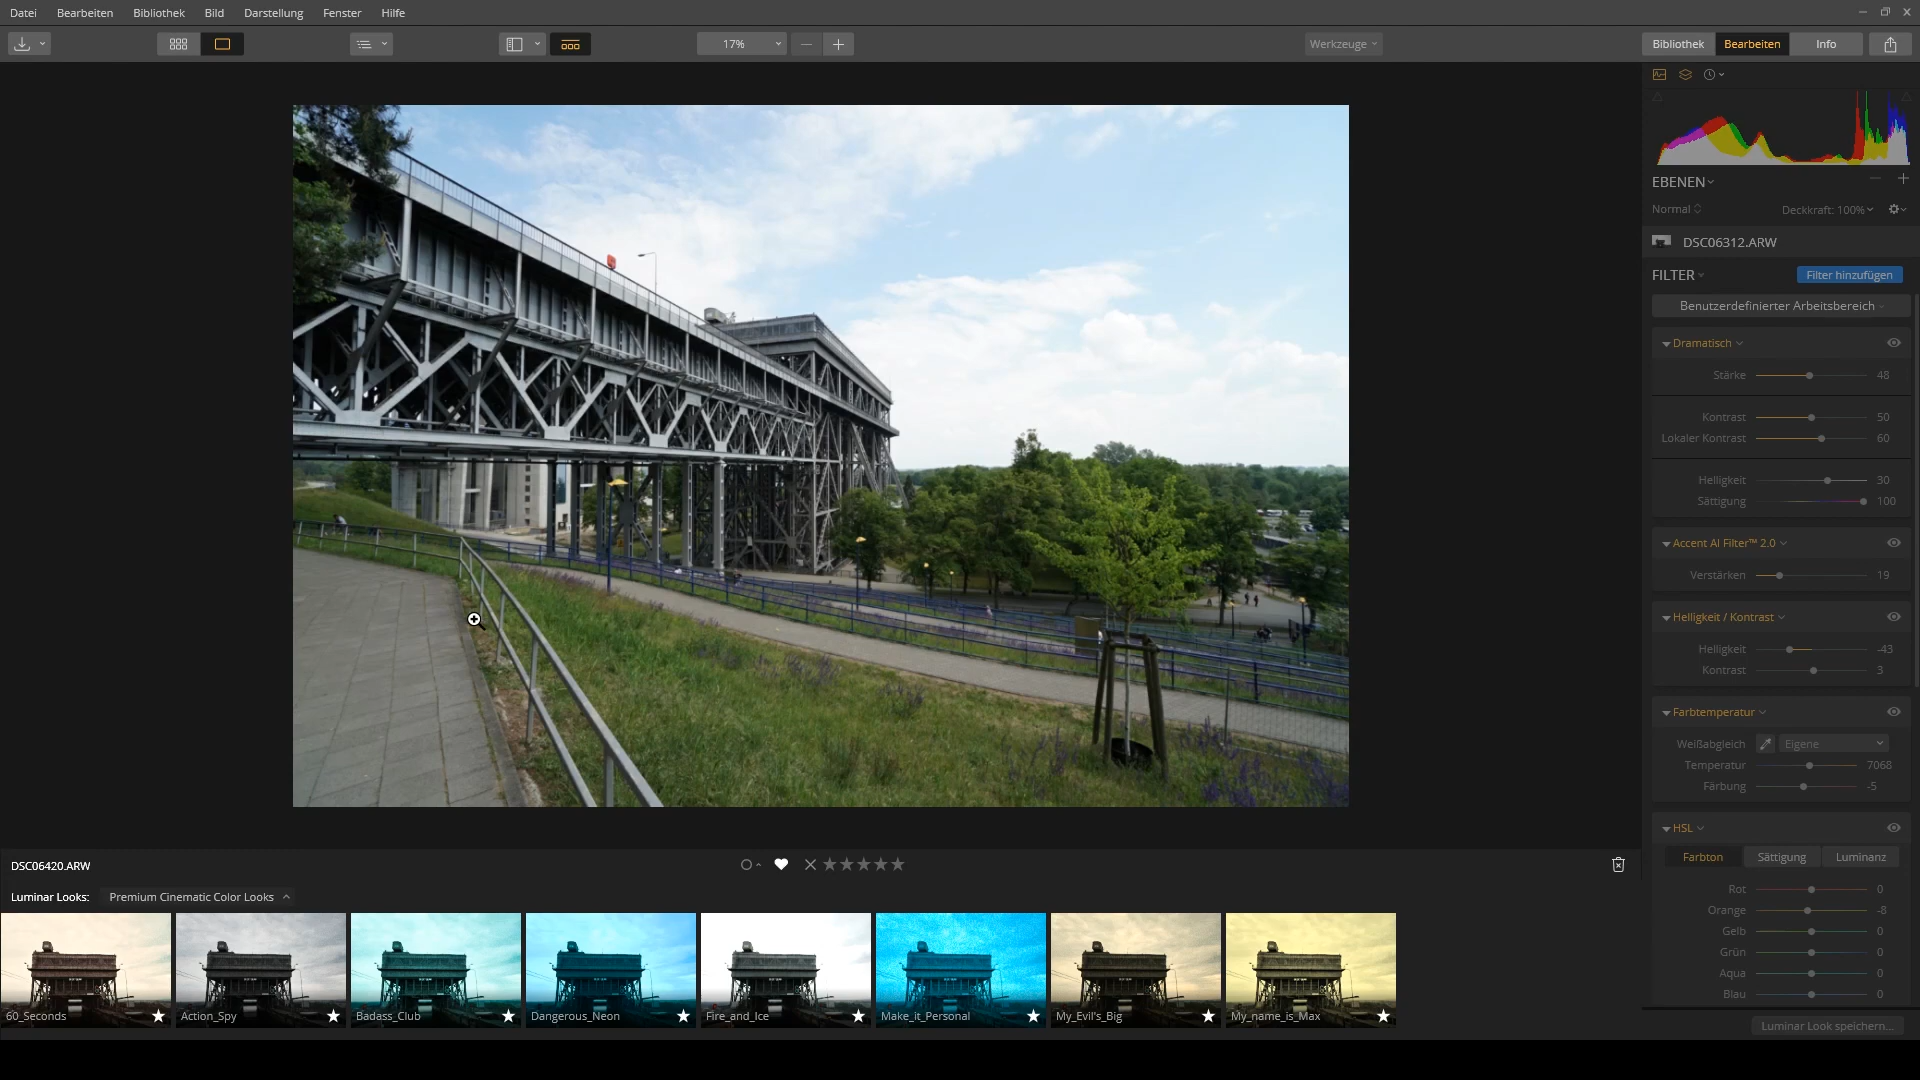 Datei Bearbeiten Bibliothek Bild Darstellung Fenster Hilfe
17% Werkzeuge Bibliothek Bearbeiten Info
EBENEN
Normal Deckkraft: 100%
DSC06312.ARW
FILTER Filter hinzufügen
Benutzerdefinierter Arbeitsbereich
Dramatisch
Stärke 48
Kontrast 50
Lokaler Kontrast 60
Helligkeit 30
Sättigung 100
Accent AI Filter™ 2.0
Verstärken 19
Helligkeit / Kontrast
Helligkeit -43
Kontrast 3
Farbtemperatur
Weißabgleich Eigene
Temperatur 7068
Färbung -5
HSL
Farbton Sättigung Luminanz
Rot 0
Orange -8
Gelb 0
Grün 0
Aqua 0
Blau 0
Luminar Look speichern...
DSC06420.ARW
Luminar Looks: Premium Cinematic Color Looks
60_Seconds Action_Spy Badass_Club Dangerous_Neon Fire_and_Ice Make_it_Personal My_Evil's_Big My_name_is_Max